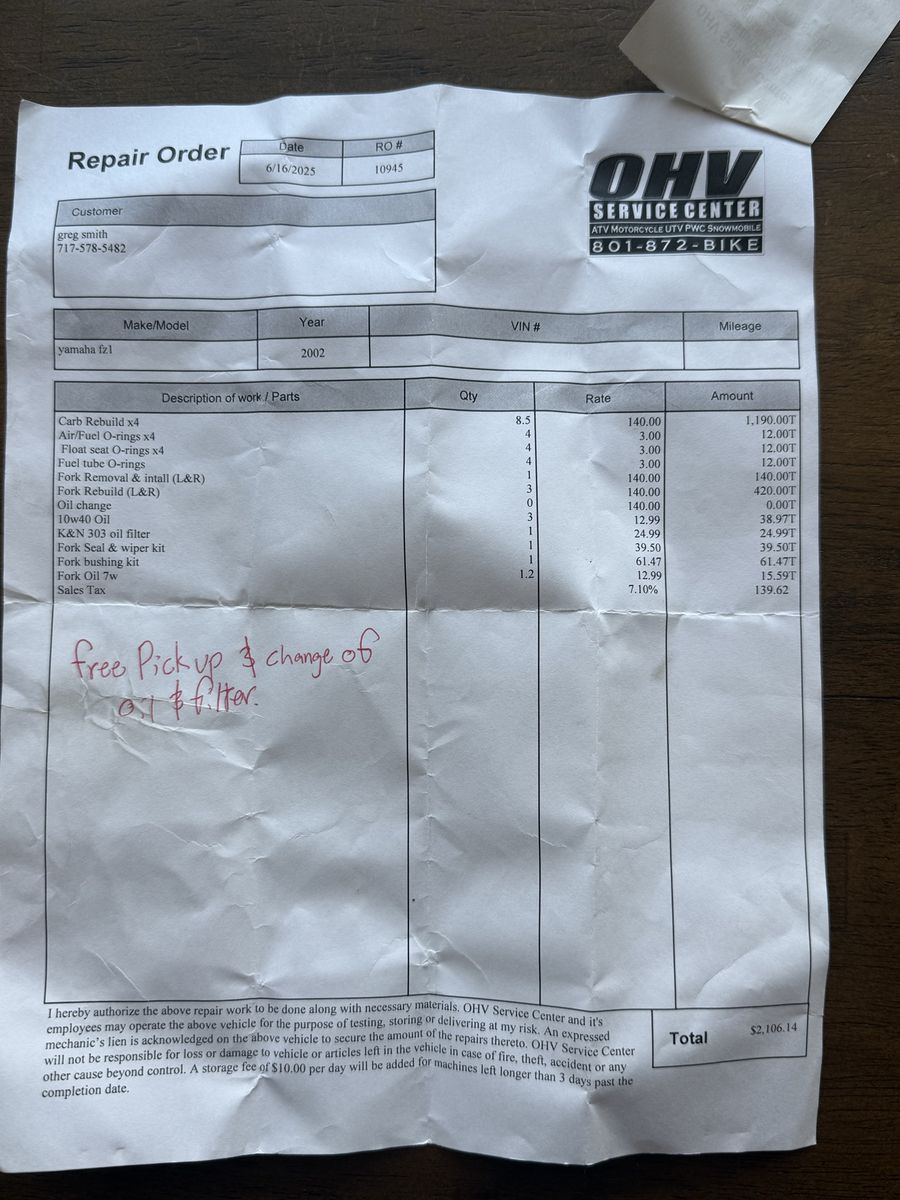 Repair Order
Date
RO #
6/16/2025
10945
OHV
SERVICE CENTER
ATV MOTORCYCLE UTV PWC SNOWMOBILE
801-872-BIKE
Customer
greg smith
717-578-5482
Make/Model
Year
VIN #
Mileage
yamaha fz1
2002
Description of work / Parts
Qty
Rate
Amount
Carb Rebuild x4 8.5 140.00 1,190.00T
Air/Fuel O-rings x4 4 3.00 12.00T
Float seat O-rings x4 4 3.00 12.00T
Fuel tube O-rings 4 3.00 12.00T
Fork Removal & intall (L&R) 1 140.00 140.00T
Fork Rebuild (L&R) 3 140.00 420.00T
Oil change 0 140.00 0.00T
10w40 Oil 3 12.99 38.97T
K&N 303 oil filter 1 24.99 24.99T
Fork Seal & wiper kit 1 39.50 39.50T
Fork bushing kit 1 61.47 61.47T
Fork Oil 7w 1.2 12.99 15.59T
Sales Tax 7.10% 139.62
free Pick up & change of
oil & filter.
I hereby authorize the above repair work to be done along with necessary materials. OHV Service Center and it's
employees may operate the above vehicle for the purpose of testing, storing or delivering at my risk. An expressed
mechanic's lien is acknowledged on the above vehicle to secure the amount of the repairs thereto. OHV Service Center
will not be responsible for loss or damage to vehicle or articles left in the vehicle in case of fire, theft, accident or any
other cause beyond control. A storage fee of $10.00 per day will be added for machines left longer than 3 days past the
completion date.
Total $2,106.14